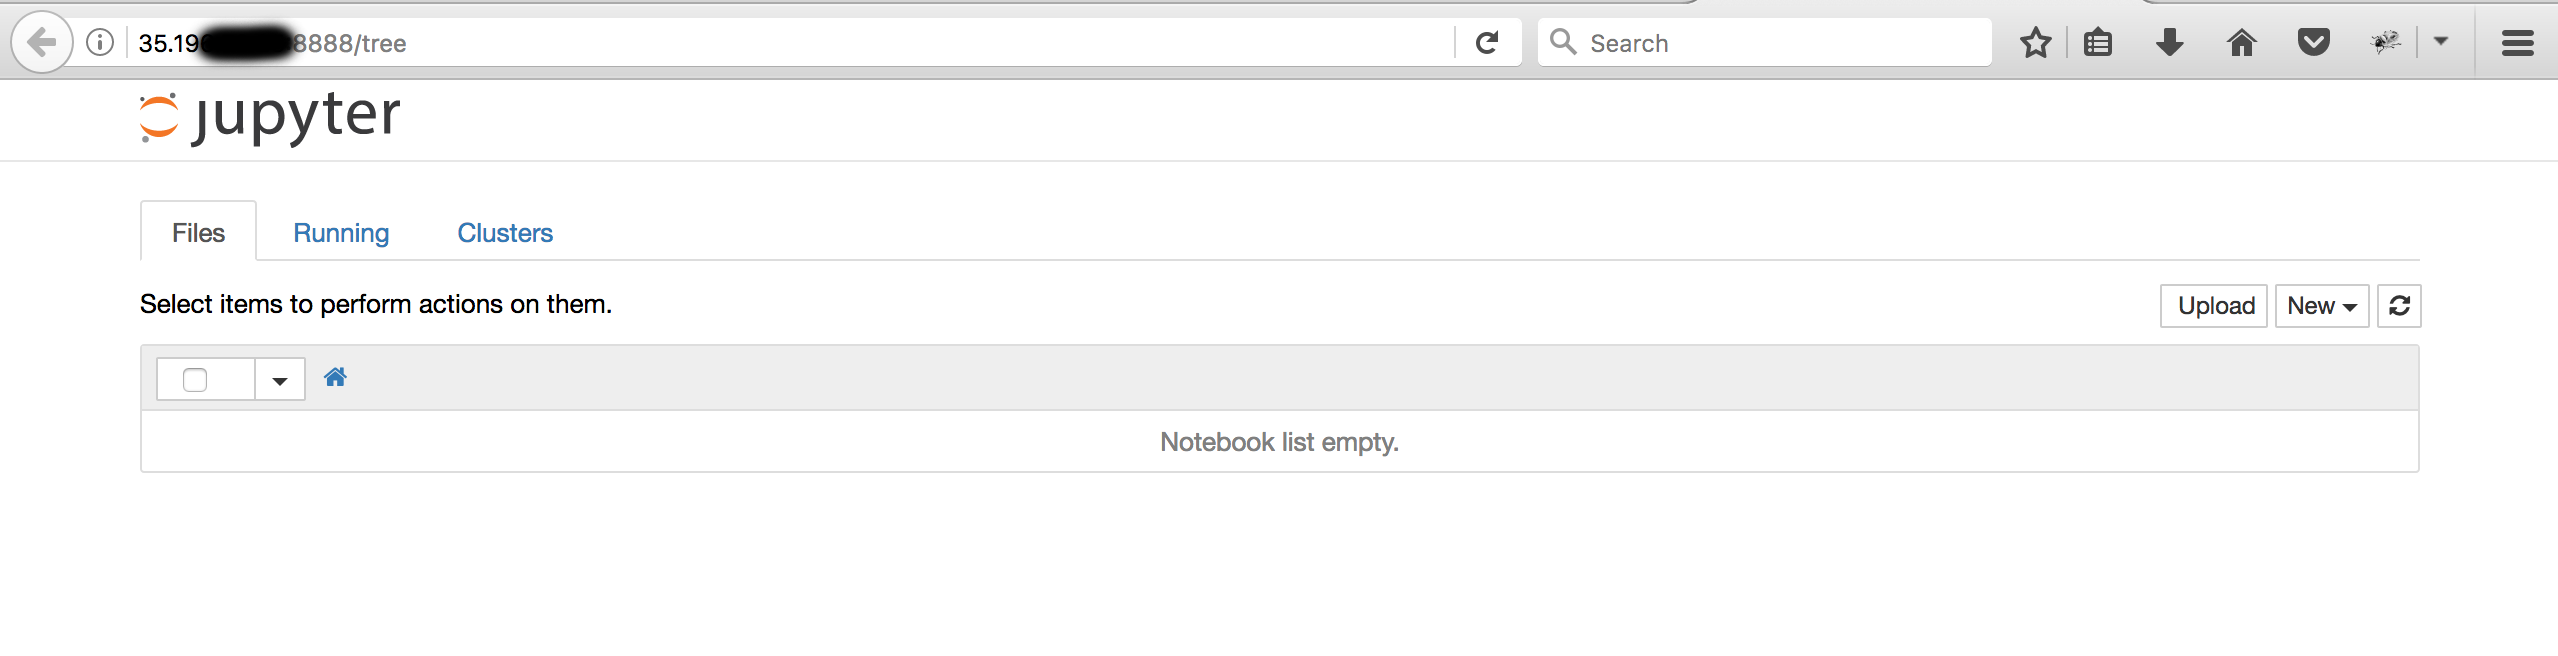 35.19 8888/tree
Search
jupyter
Files Running Clusters
Select items to perform actions on them.
Upload New
Notebook list empty.